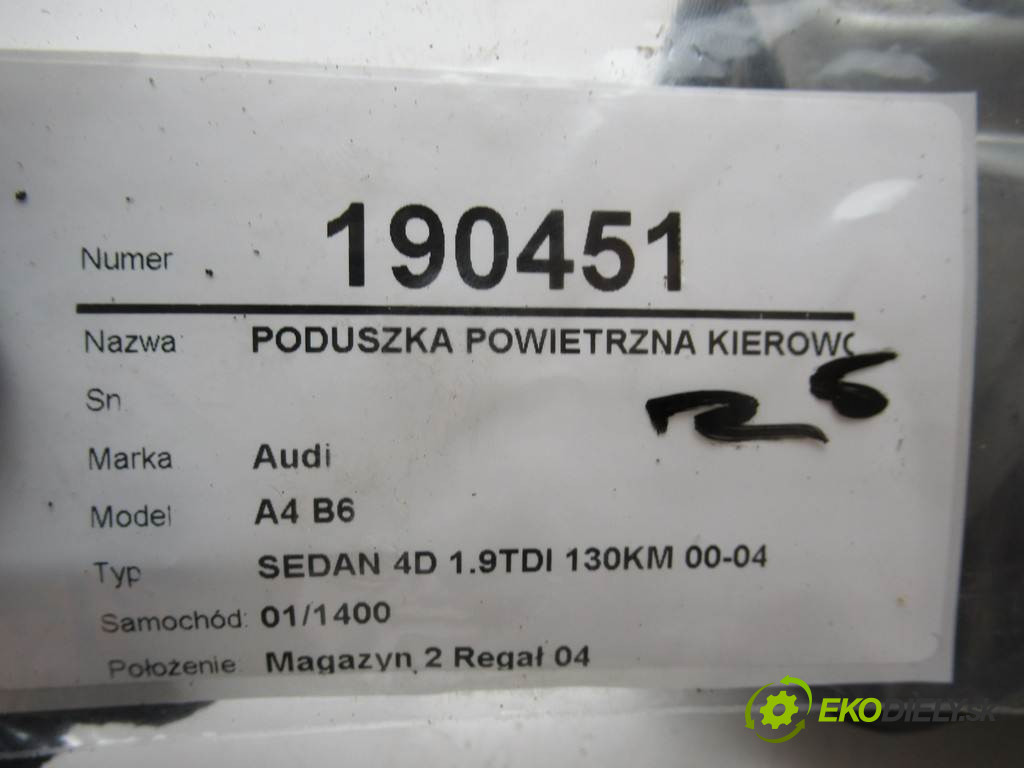 Numer 190451
Nazwa: PODUSZKA POWIETRZNA KIEROWC
Sn
Marka Audi
Model A4 B6
Typ SEDAN 4D 1.9TDI 130KM 00-04
Samochód: 01/1400
Położenie: Magazyn 2 Regał 04
EKODIELY.SK